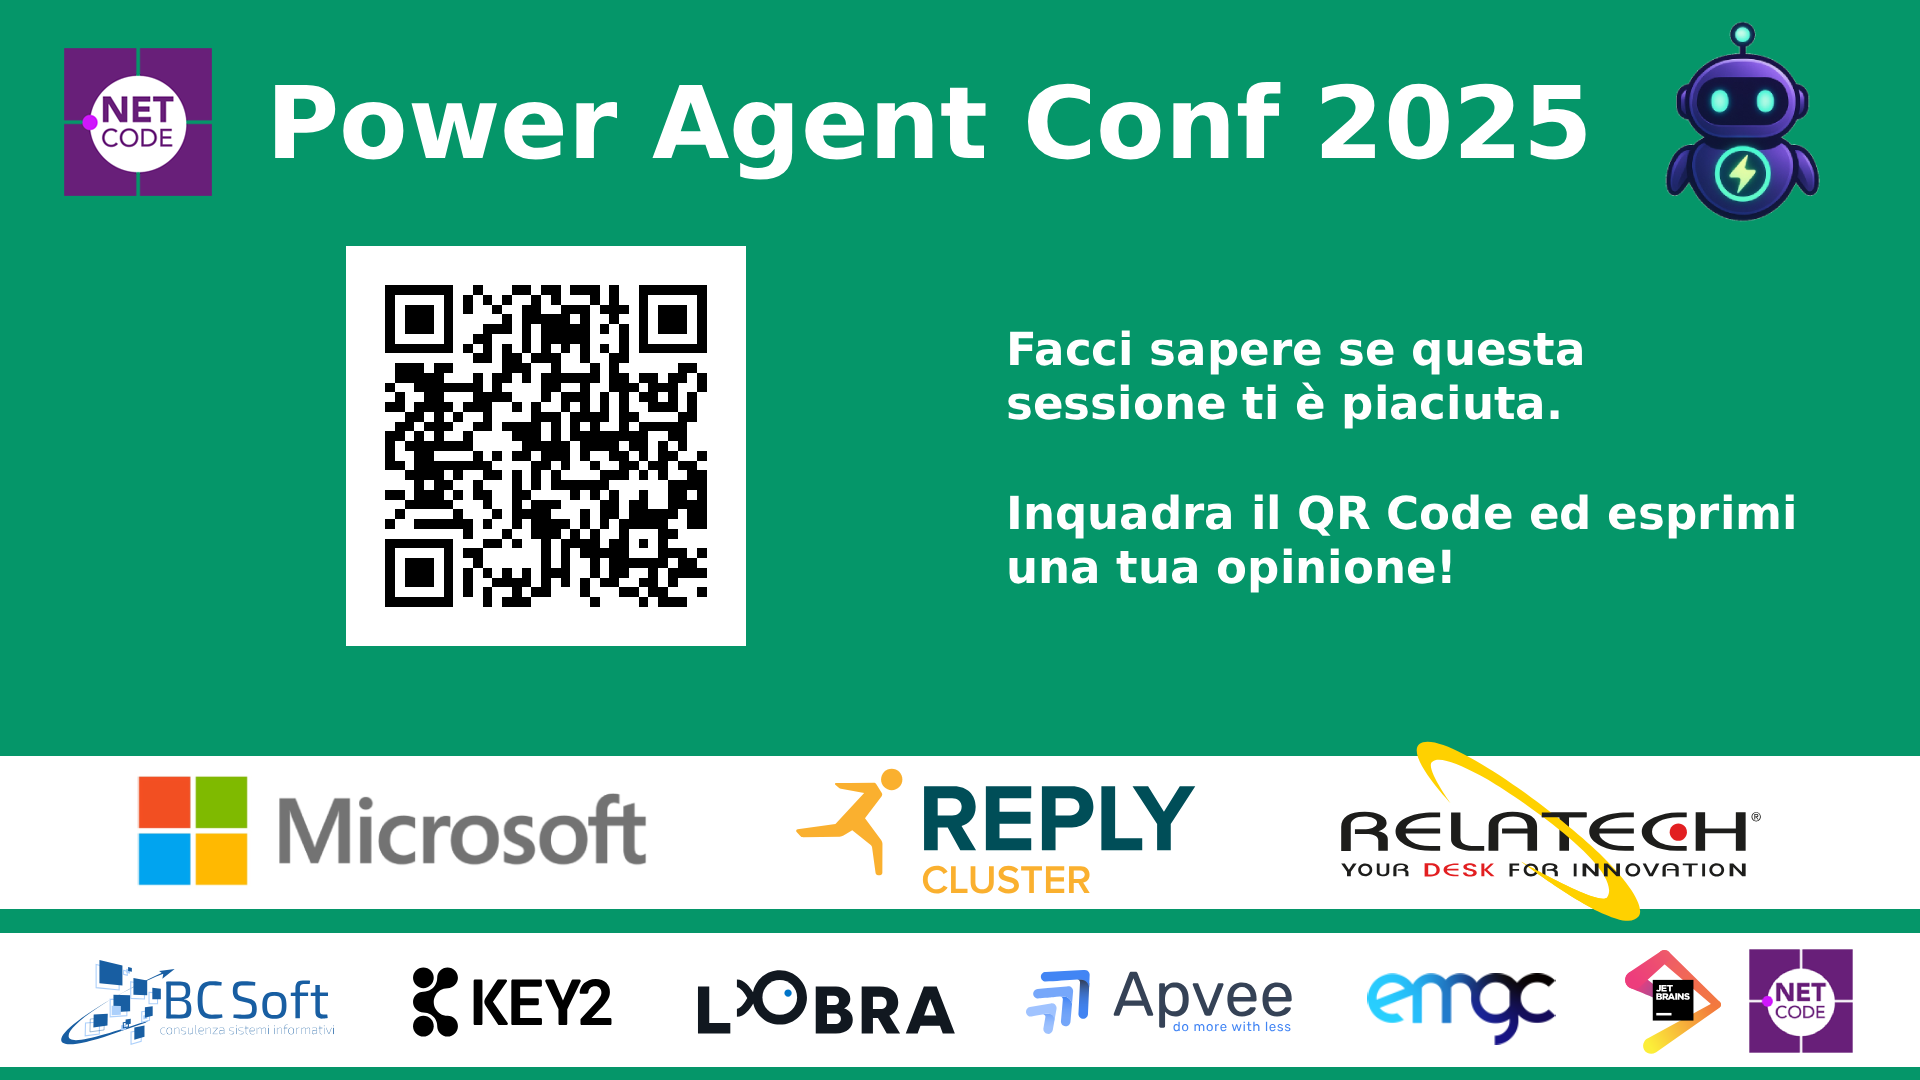 NET
CODE
Power Agent Conf 2025
Facci sapere se questa
sessione ti è piaciuta.
Inquadra il QR Code ed esprimi
una tua opinione!
Microsoft
REPLY
CLUSTER
RELATECH®
YOUR DESK FOR INNOVATION
BC Soft
consulenza sistemi informativi
KEY2
LOBRA
Apvee
do more with less
emgc
JET
BRAINS
NET
CODE